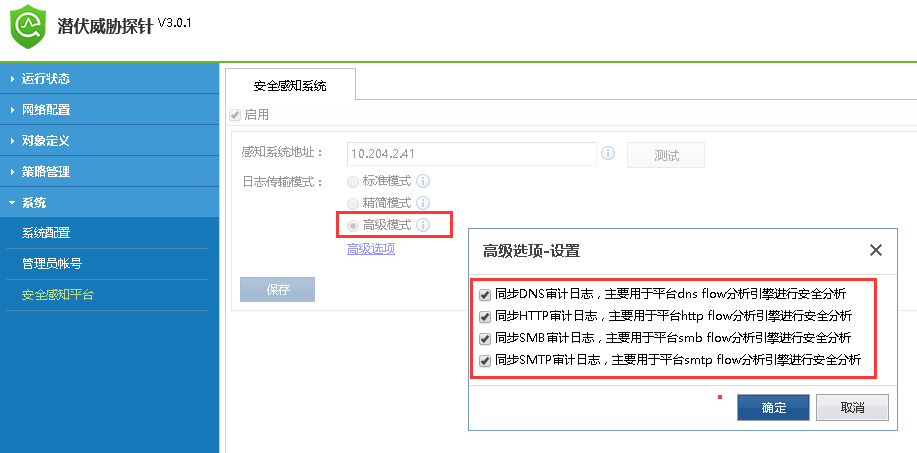 潜伏威胁探针 V3.0.1
运行状态
网络配置
对象定义
策略管理
系统
系统配置
管理员帐号
安全感知平台
安全感知系统
启用
感知系统地址： 10.204.2.41 测试
日志传输模式： 标准模式
精简模式
高级模式
高级选项
保存
高级选项-设置
同步DNS审计日志，主要用于平台dns flow分析引擎进行安全分析
同步HTTP审计日志，主要用于平台http flow分析引擎进行安全分析
同步SMB审计日志，主要用于平台smb flow分析引擎进行安全分析
同步SMTP审计日志，主要用于平台smtp flow分析引擎进行安全分析
确定 取消